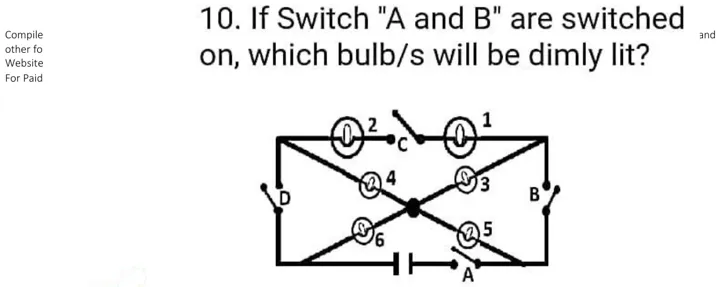 10. If Switch "A and B" are switched
on, which bulb/s will be dimly lit?
Compile
other fo
Website
For Paid
and
2
C
1
4
3
D
B
6
5
A